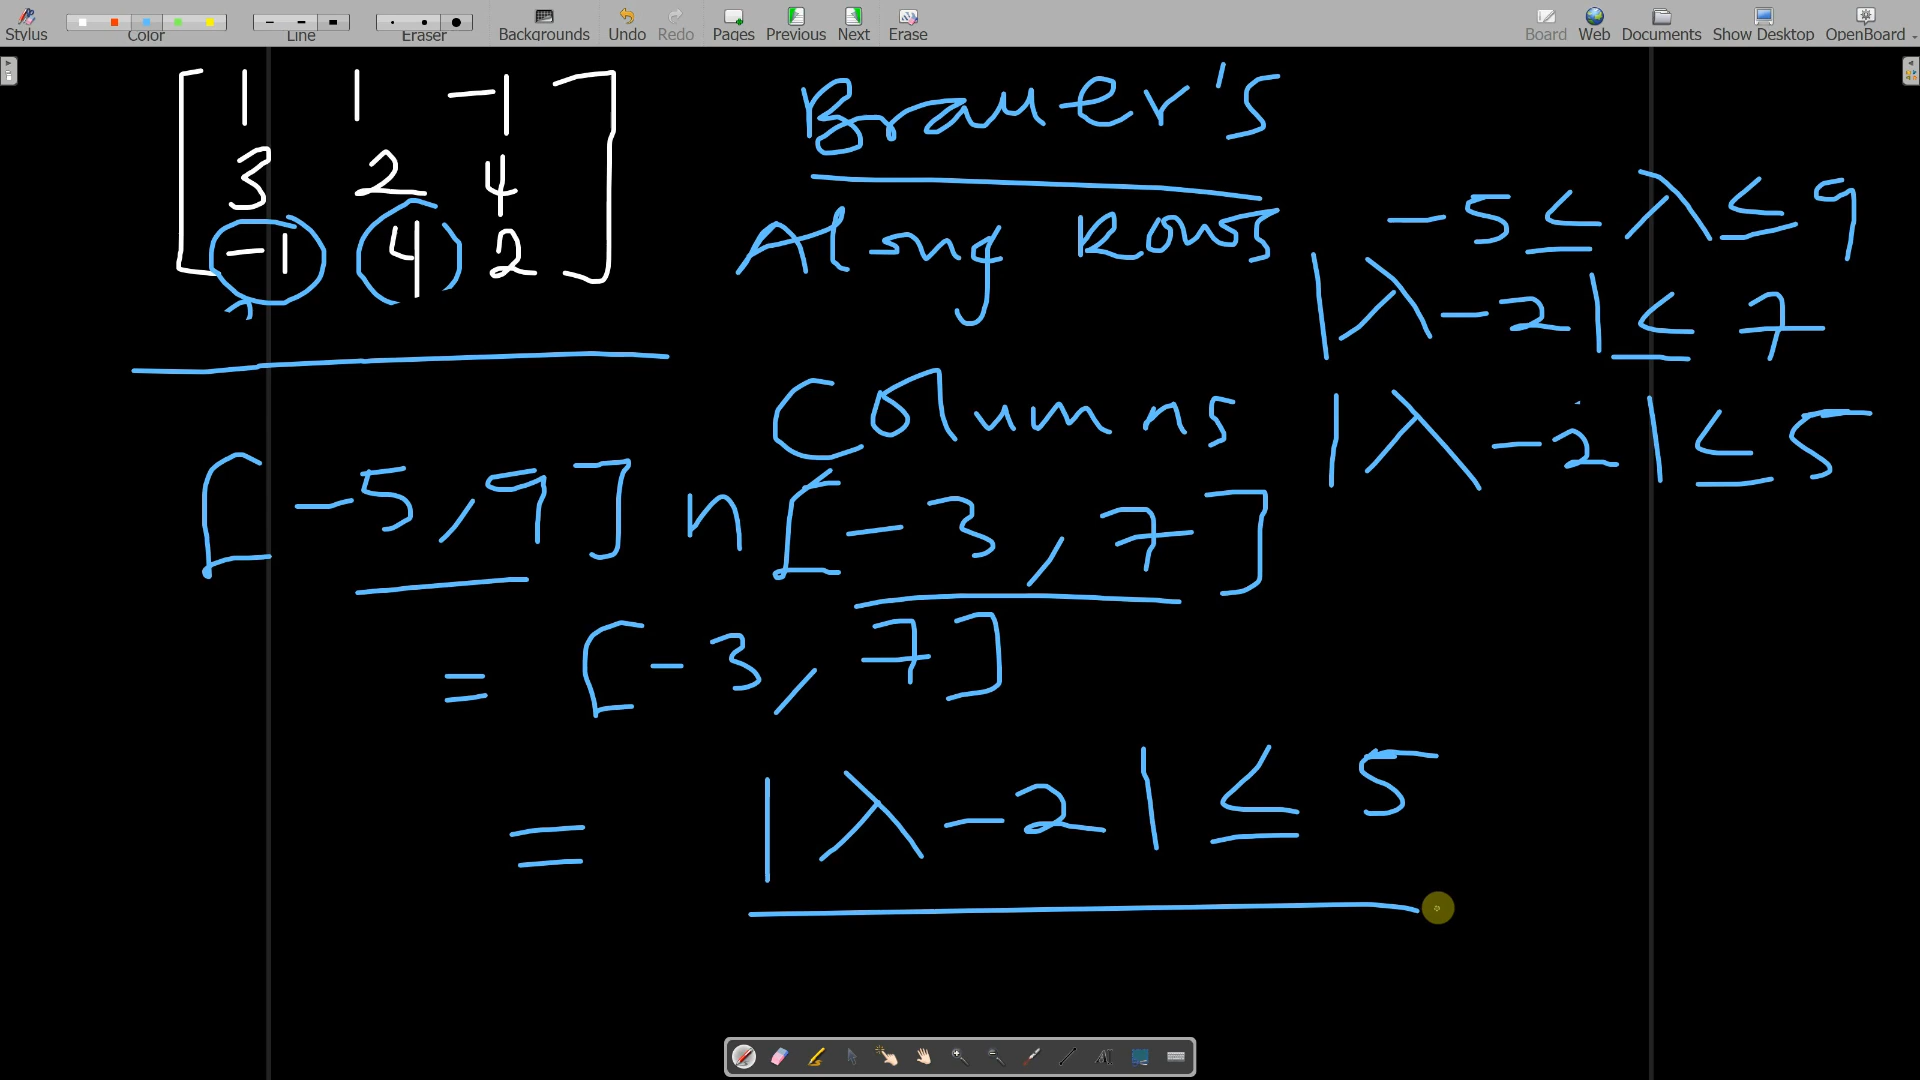 Stylus Color Line Eraser Backgrounds Undo Redo Pages Previous Next Erase Board Web Documents Show Desktop OpenBoard
1 1 -1
3 2 4
-1 4 2
Brauer's
Along Rows
-5 ≤ λ ≤ 9
|λ-2| ≤ 7
Columns
|λ-2| ≤ 5
[-5,9] ∩ [-3,7]
= [-3,7]
= |λ-2| ≤ 5